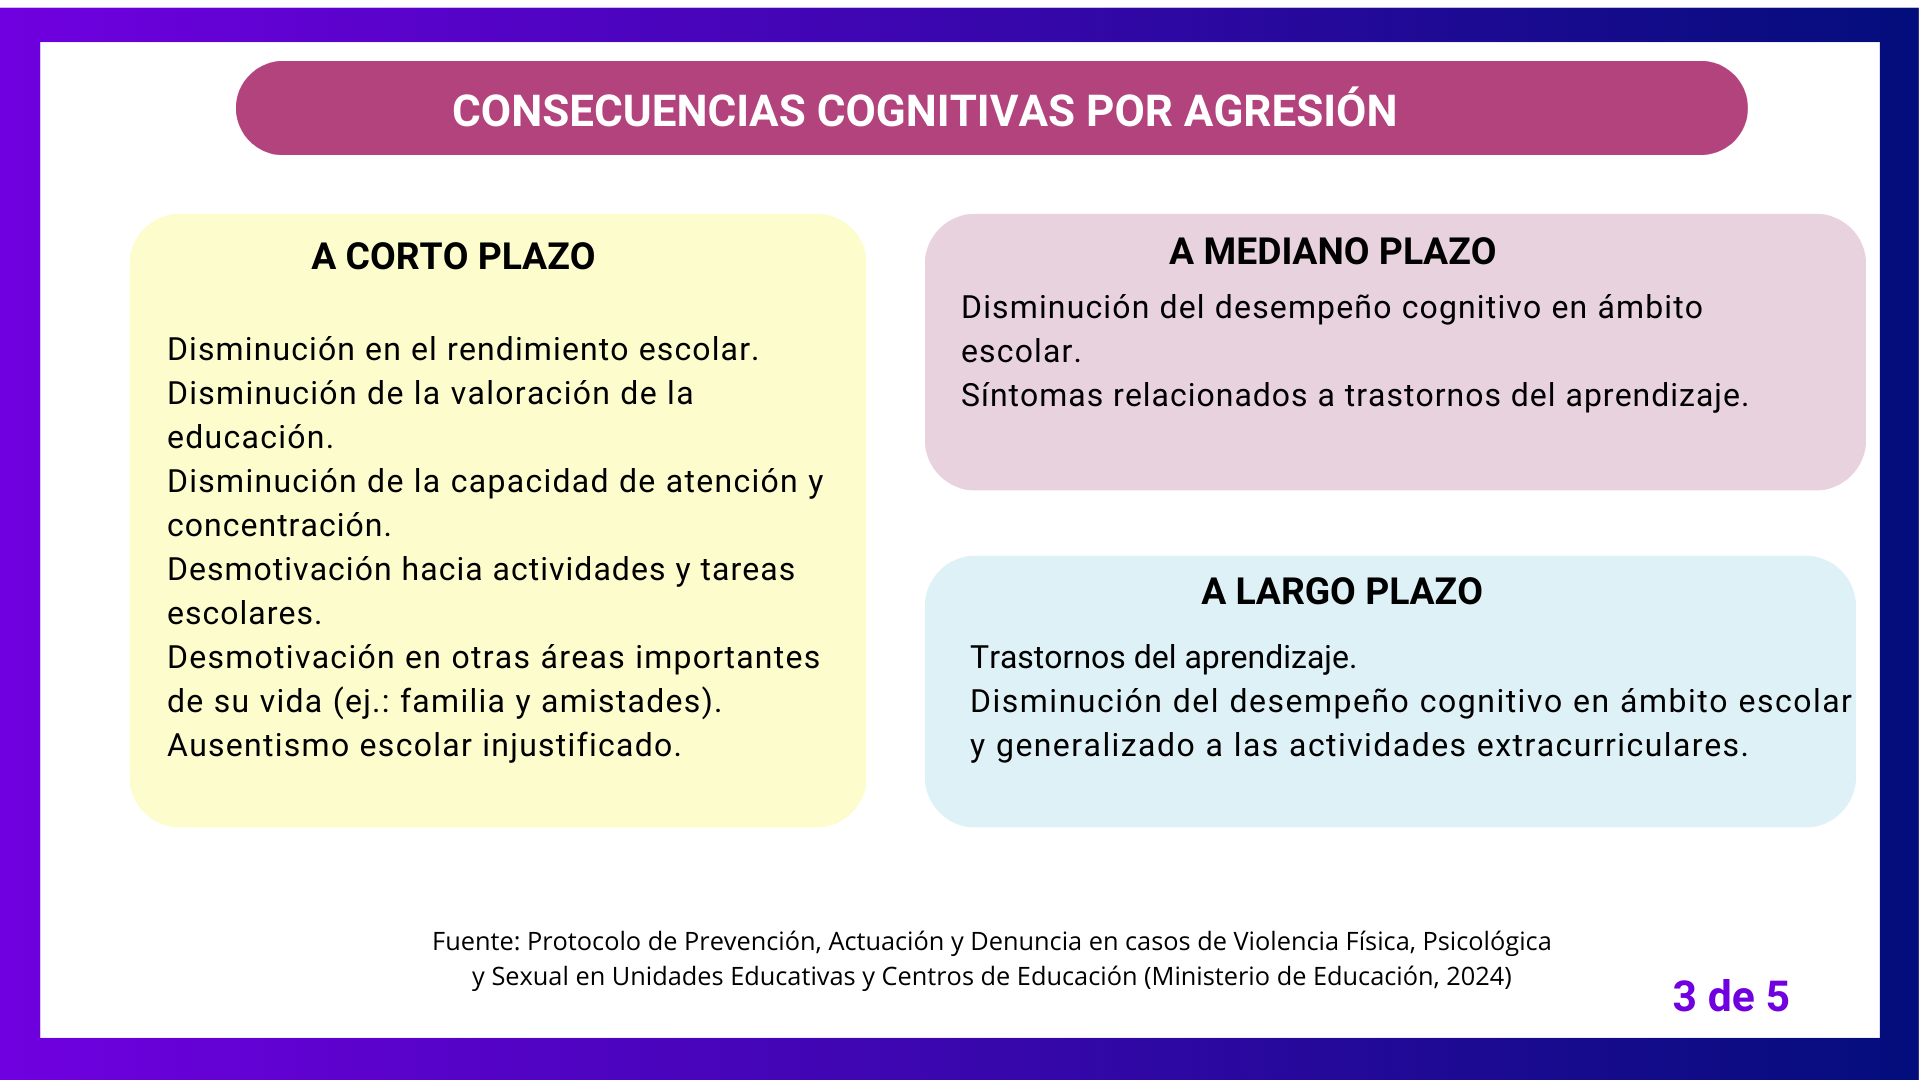 CONSECUENCIAS COGNITIVAS POR AGRESIÓN
A CORTO PLAZO
Disminución en el rendimiento escolar.
Disminución de la valoración de la
educación.
Disminución de la capacidad de atención y
concentración.
Desmotivación hacia actividades y tareas
escolares.
Desmotivación en otras áreas importantes
de su vida (ej.: familia y amistades).
Ausentismo escolar injustificado.
A MEDIANO PLAZO
Disminución del desempeño cognitivo en ámbito
escolar.
Síntomas relacionados a trastornos del aprendizaje.
A LARGO PLAZO
Trastornos del aprendizaje.
Disminución del desempeño cognitivo en ámbito escolar
y generalizado a las actividades extracurriculares.
Fuente: Protocolo de Prevención, Actuación y Denuncia en casos de Violencia Física, Psicológica
y Sexual en Unidades Educativas y Centros de Educación (Ministerio de Educación, 2024)
3 de 5